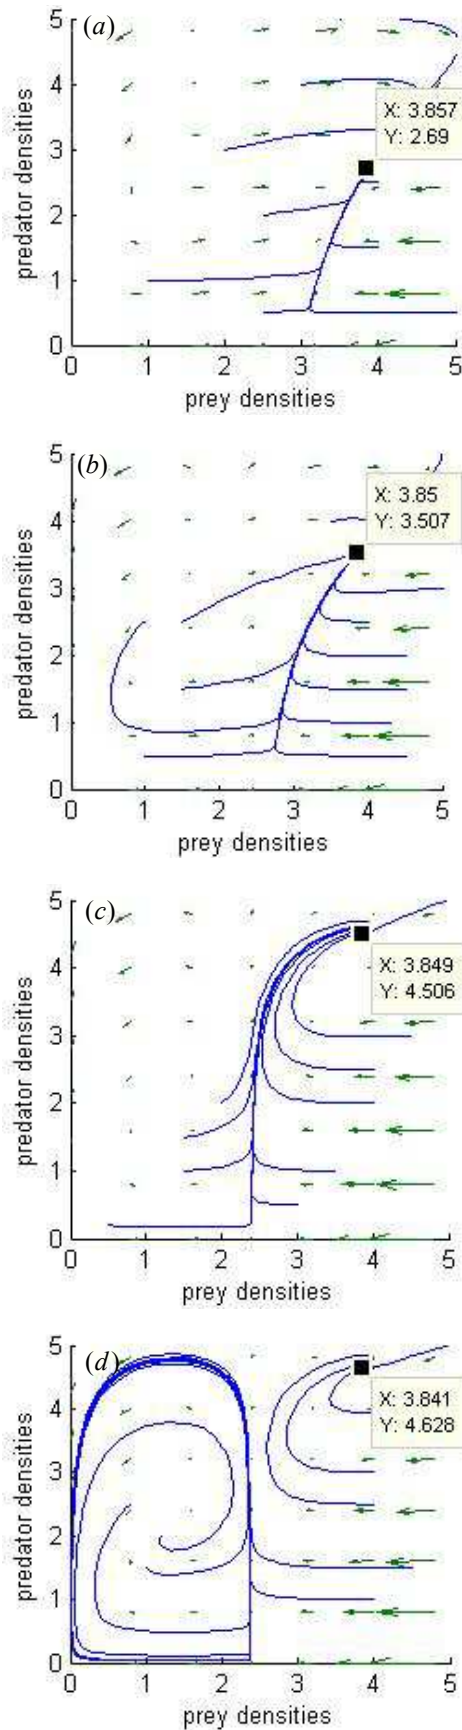 (a)
5
4
3
2
1
0
predator densities
X: 3.857
Y: 2.69
0 1 2 3 4 5
prey densities
(b)
5
4
3
2
1
0
predator densities
X: 3.85
Y: 3.507
0 1 2 3 4 5
prey densities
(c)
5
4
3
2
1
0
predator densities
X: 3.849
Y: 4.506
0 1 2 3 4 5
prey densities
(d)
5
4
3
2
1
0
predator densities
X: 3.841
Y: 4.628
0 1 2 3 4 5
prey densities